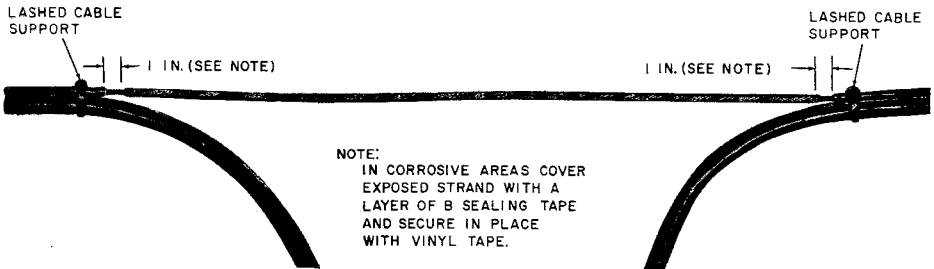 LASHED CABLE
SUPPORT
LASHED CABLE
SUPPORT
1 IN. (SEE NOTE)
1 IN. (SEE NOTE)
NOTE:
IN CORROSIVE AREAS COVER
EXPOSED STRAND WITH A
LAYER OF B SEALING TAPE
AND SECURE IN PLACE
WITH VINYL TAPE.